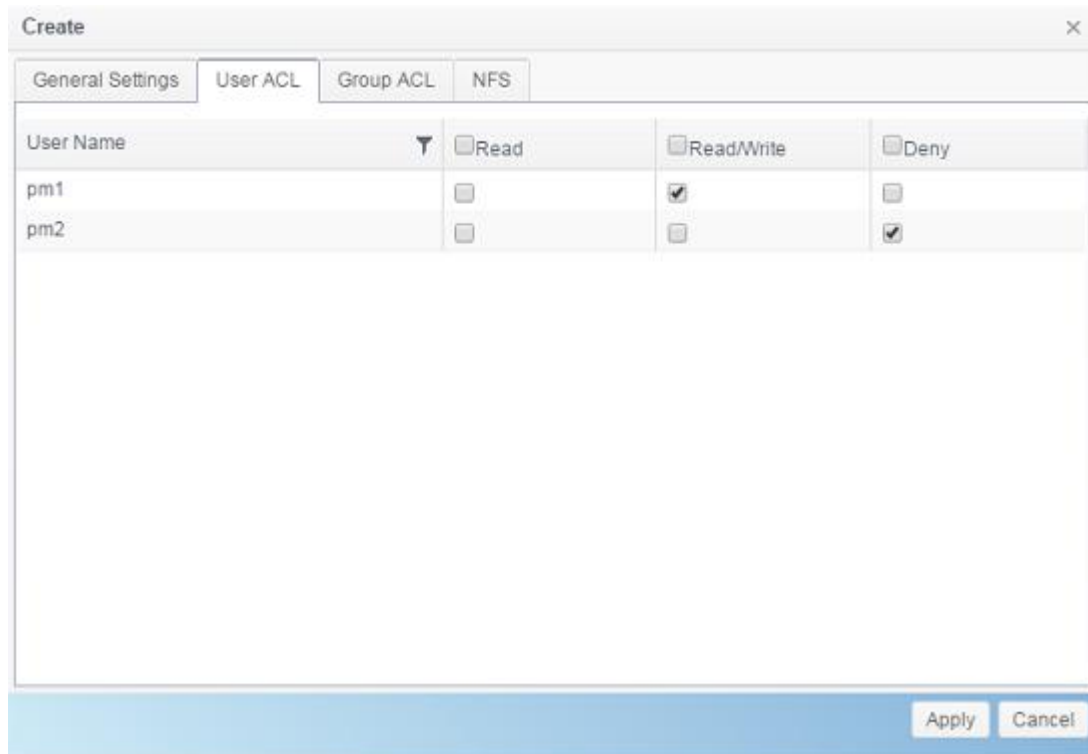 Create
General Settings User ACL Group ACL NFS
User Name Read Read/Write Deny
pm1
pm2
Apply Cancel